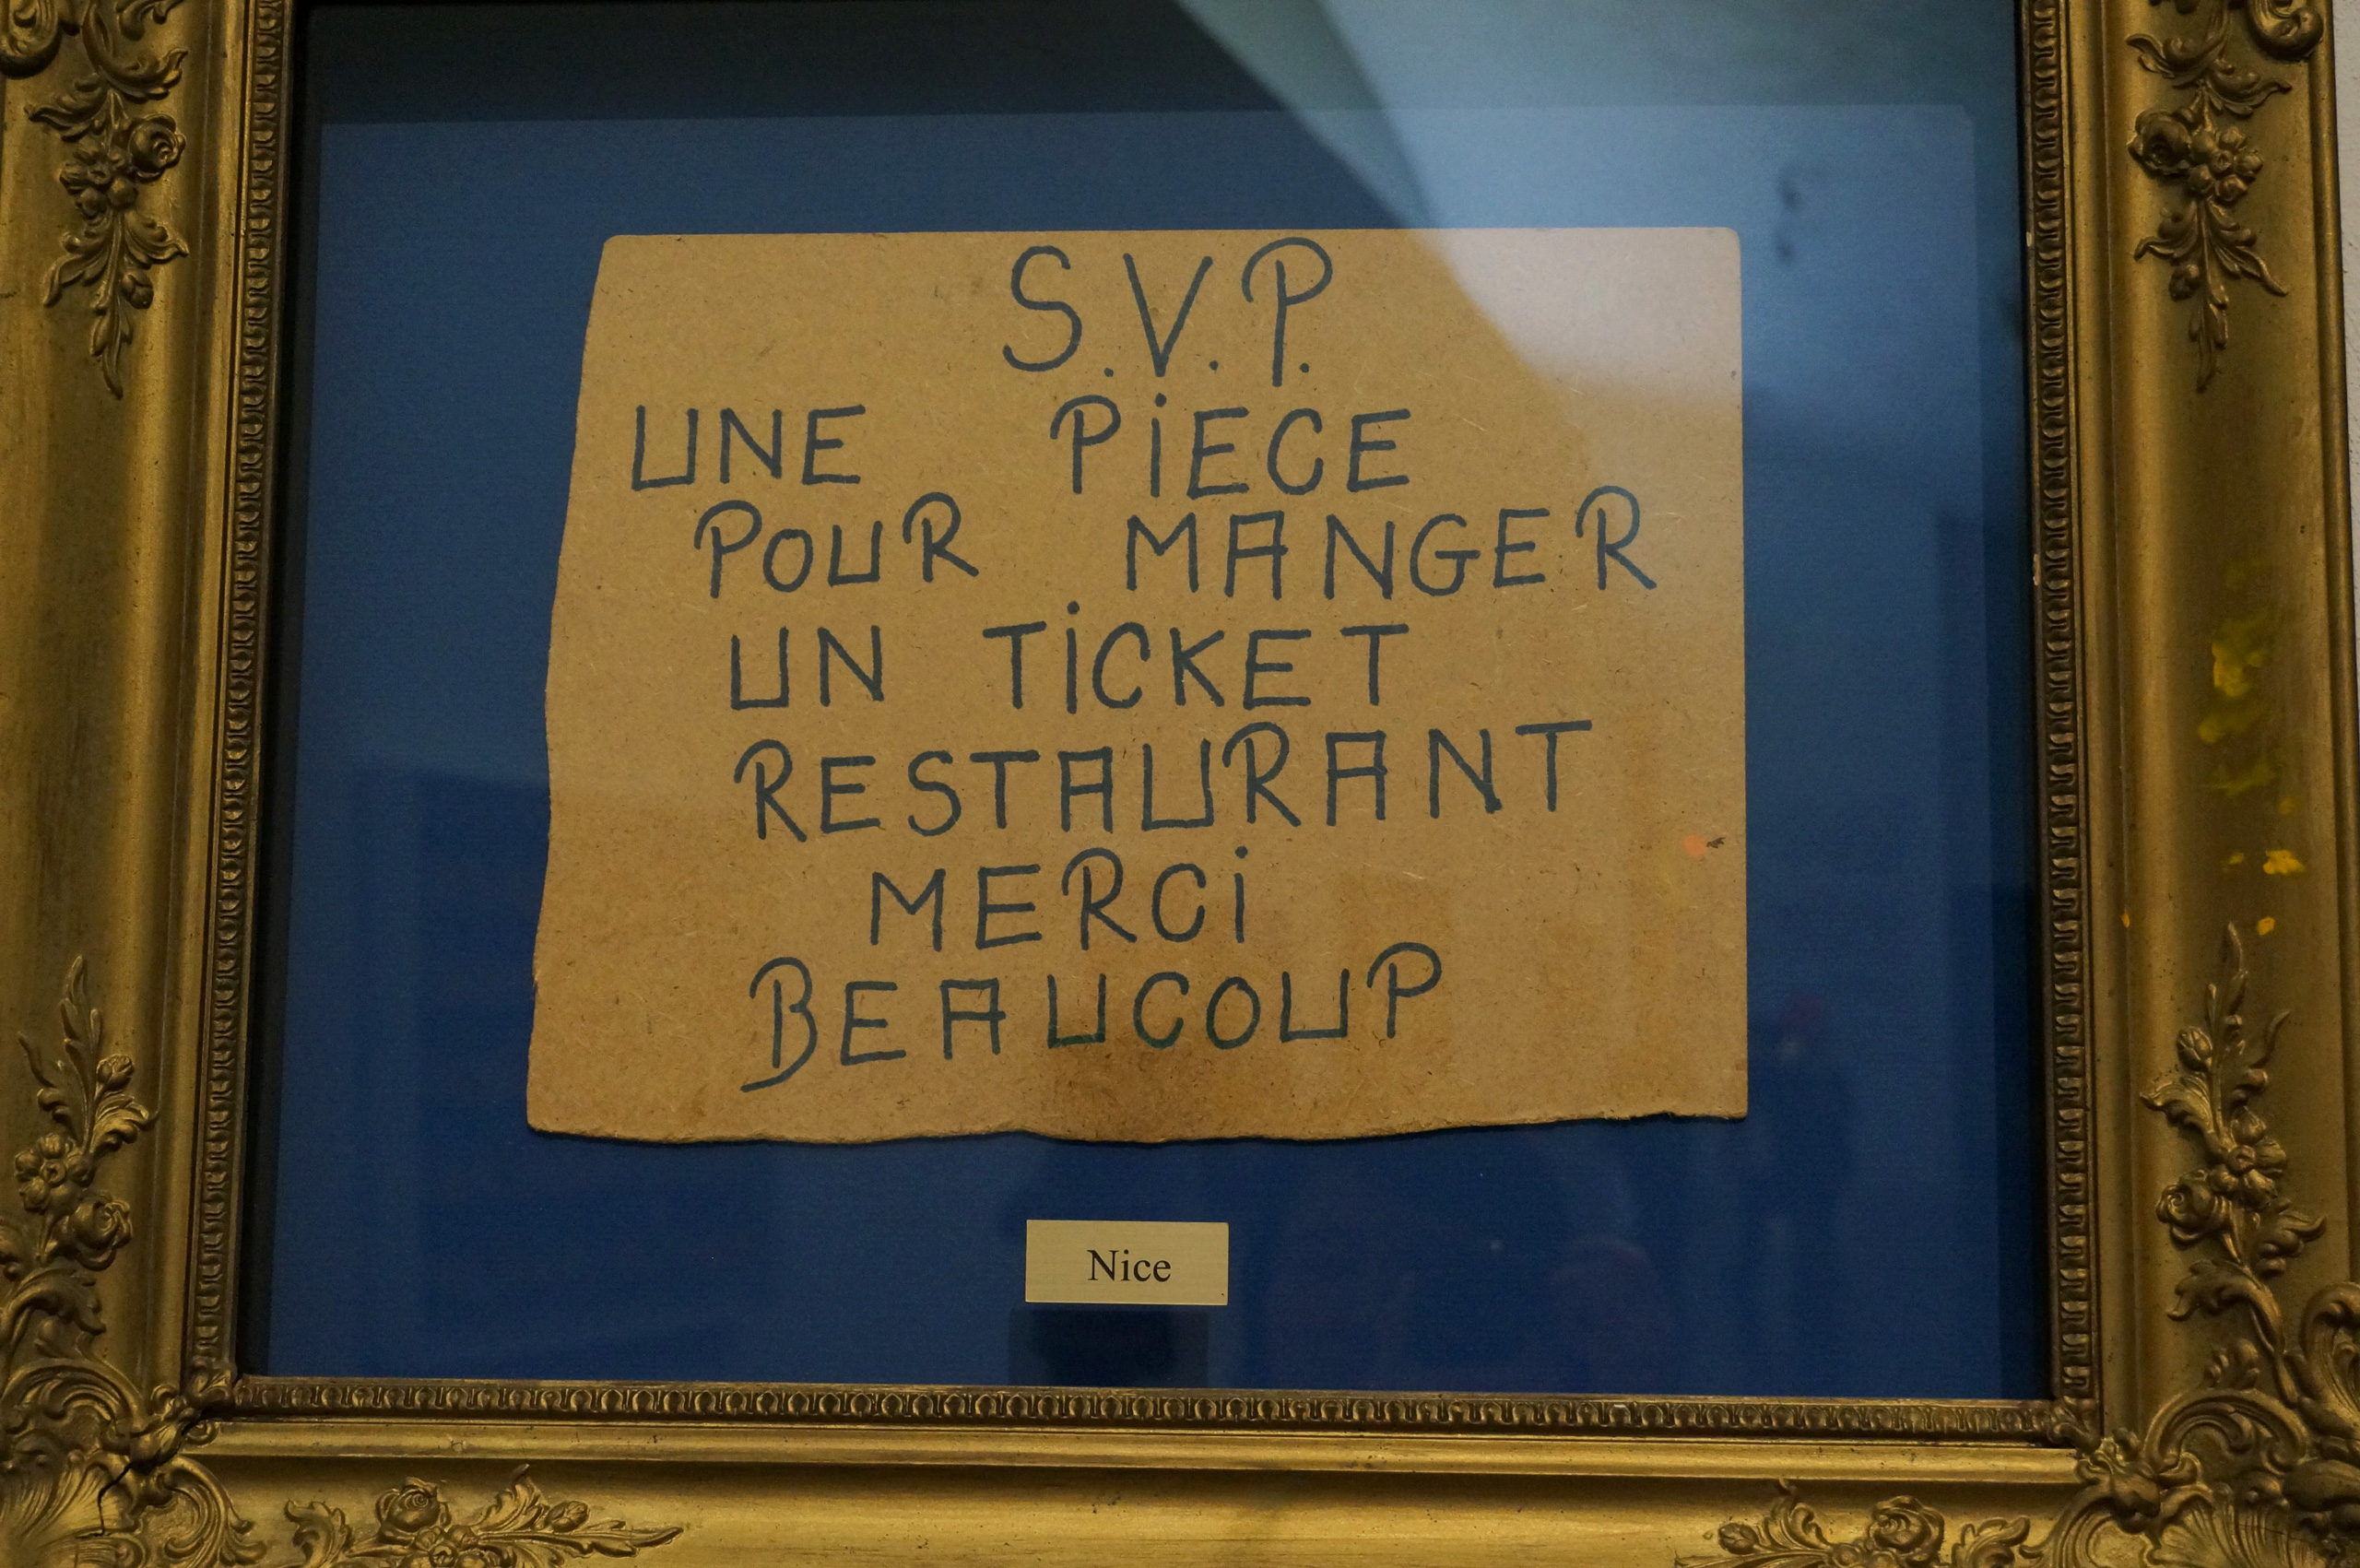 S.V.P.
UNE PiECE
POUR MANGER
UN TiCKET
RESTAURANT
MERCi
BEAUCOUP
Nice